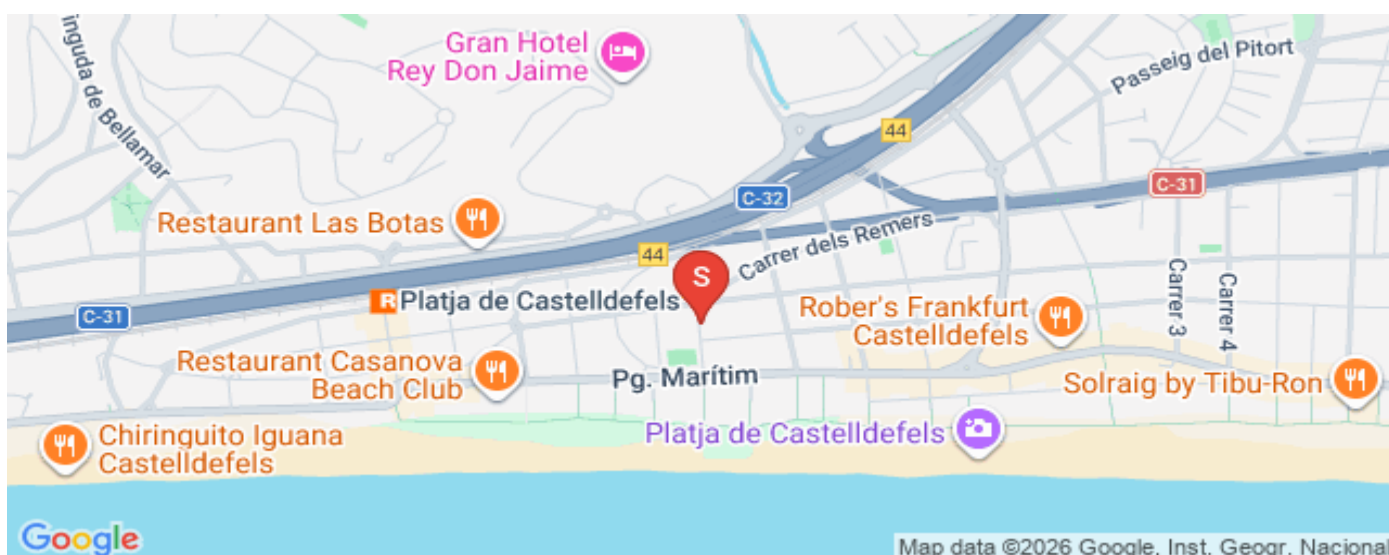 Gran Hotel
Rey Don Jaime
Passeig del Pitort
inguda de Bellamar
44
C-31
C-32
Restaurant Las Botas
Carrer dels Remers
44
S
R
Platja de Castelldefels
C-31
Rober's Frankfurt
Castelldefels
Carrer 3
Carrer 4
Restaurant Casanova
Beach Club
Pg. Marítim
Solraig by Tibu-Ron
Chiringuito Iguana
Castelldefels
Platja de Castelldefels
Google
Map data ©2026 Google, Inst. Geogr. Nacional